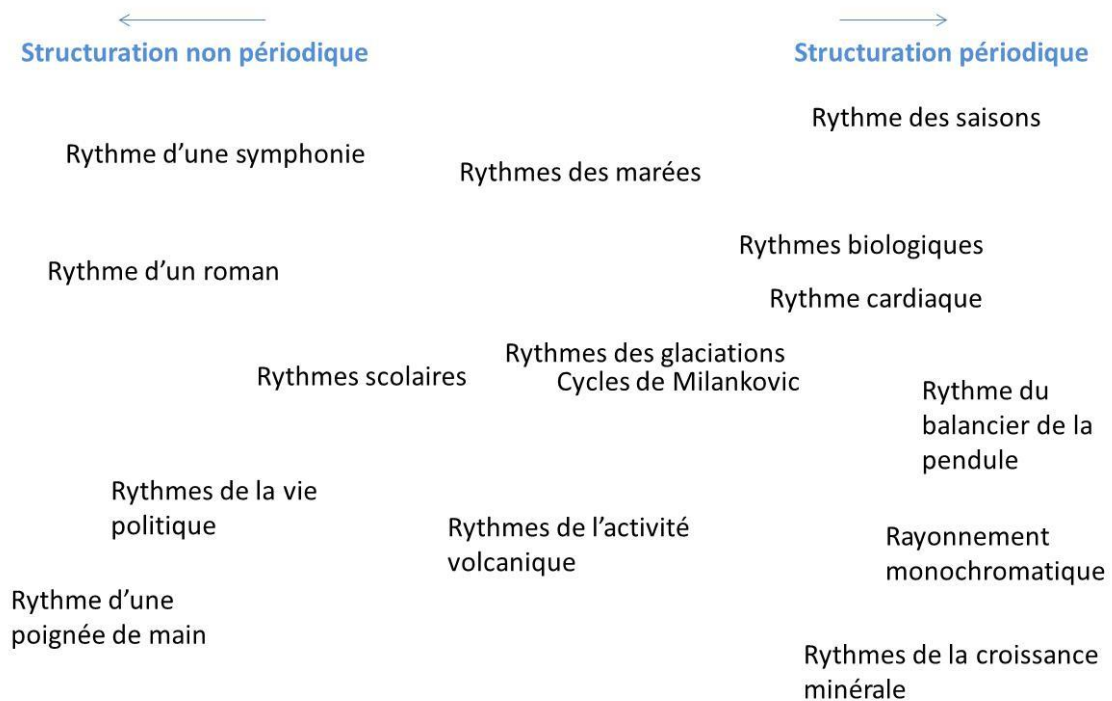 Structuration non périodique
Structuration périodique
Rythme des saisons
Rythme d’une symphonie
Rythmes des marées
Rythmes biologiques
Rythme d’un roman
Rythme cardiaque
Rythmes des glaciations
Rythmes scolaires
Cycles de Milankovic
Rythme du
balancier de la
pendule
Rythmes de la vie
politique
Rythmes de l’activité
volcanique
Rayonnement
monochromatique
Rythme d’une
poignée de main
Rythmes de la croissance
minérale